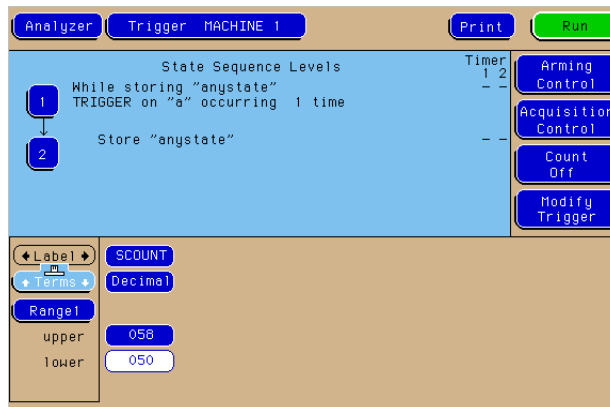 Analyzer Trigger MACHINE 1 Print Run
State Sequence Levels Timer
1 2
1 While storing "anystate" - -
TRIGGER on "a" occurring 1 time
2 Store "anystate" - -
Arming
Control
Acquisition
Control
Count
Off
Modify
Trigger
Label SCOUNT
Terms Decimal
Range1
upper 058
lower 050